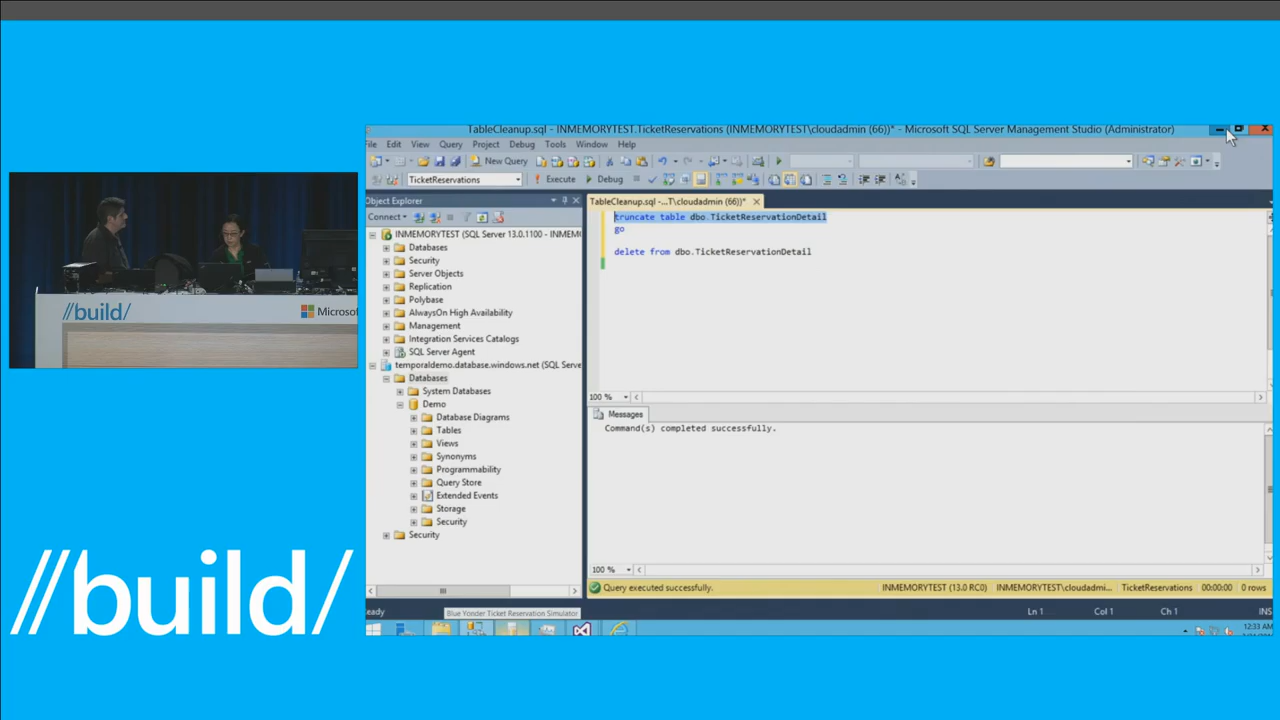 TableCleanup.sql - INMEMORYTEST.TicketReservations (INMEMORYTEST\cloudadmin (66))* - Microsoft SQL Server Management Studio (Administrator)
File Edit View Query Project Debug Tools Window Help
New Query
TicketReservations Execute Debug
Object Explorer
Connect
INMEMORYTEST (SQL Server 13.0.1100 - INMEMO
Databases
Security
Server Objects
Replication
Polybase
AlwaysOn High Availability
Management
Integration Services Catalogs
SQL Server Agent
temporaldemo.database.windows.net (SQL Serve
Databases
System Databases
Demo
Database Diagrams
Tables
Views
Synonyms
Programmability
Query Store
Extended Events
Storage
Security
Security
TableCleanup.sql -...T\cloudadmin (66))*
truncate table dbo.TicketReservationDetail
go
delete from dbo.TicketReservationDetail
100 %
Messages
Command(s) completed successfully.
100 %
Query executed successfully. INMEMORYTEST (13.0 RC0) INMEMORYTEST\cloudadmi... TicketReservations 00:00:00 0 rows
eady Ln 1 Col 1 Ch 1 INS
Blue Yonder Ticket Reservation Simulator
12:33 AM
//build/
Microsof
//build/